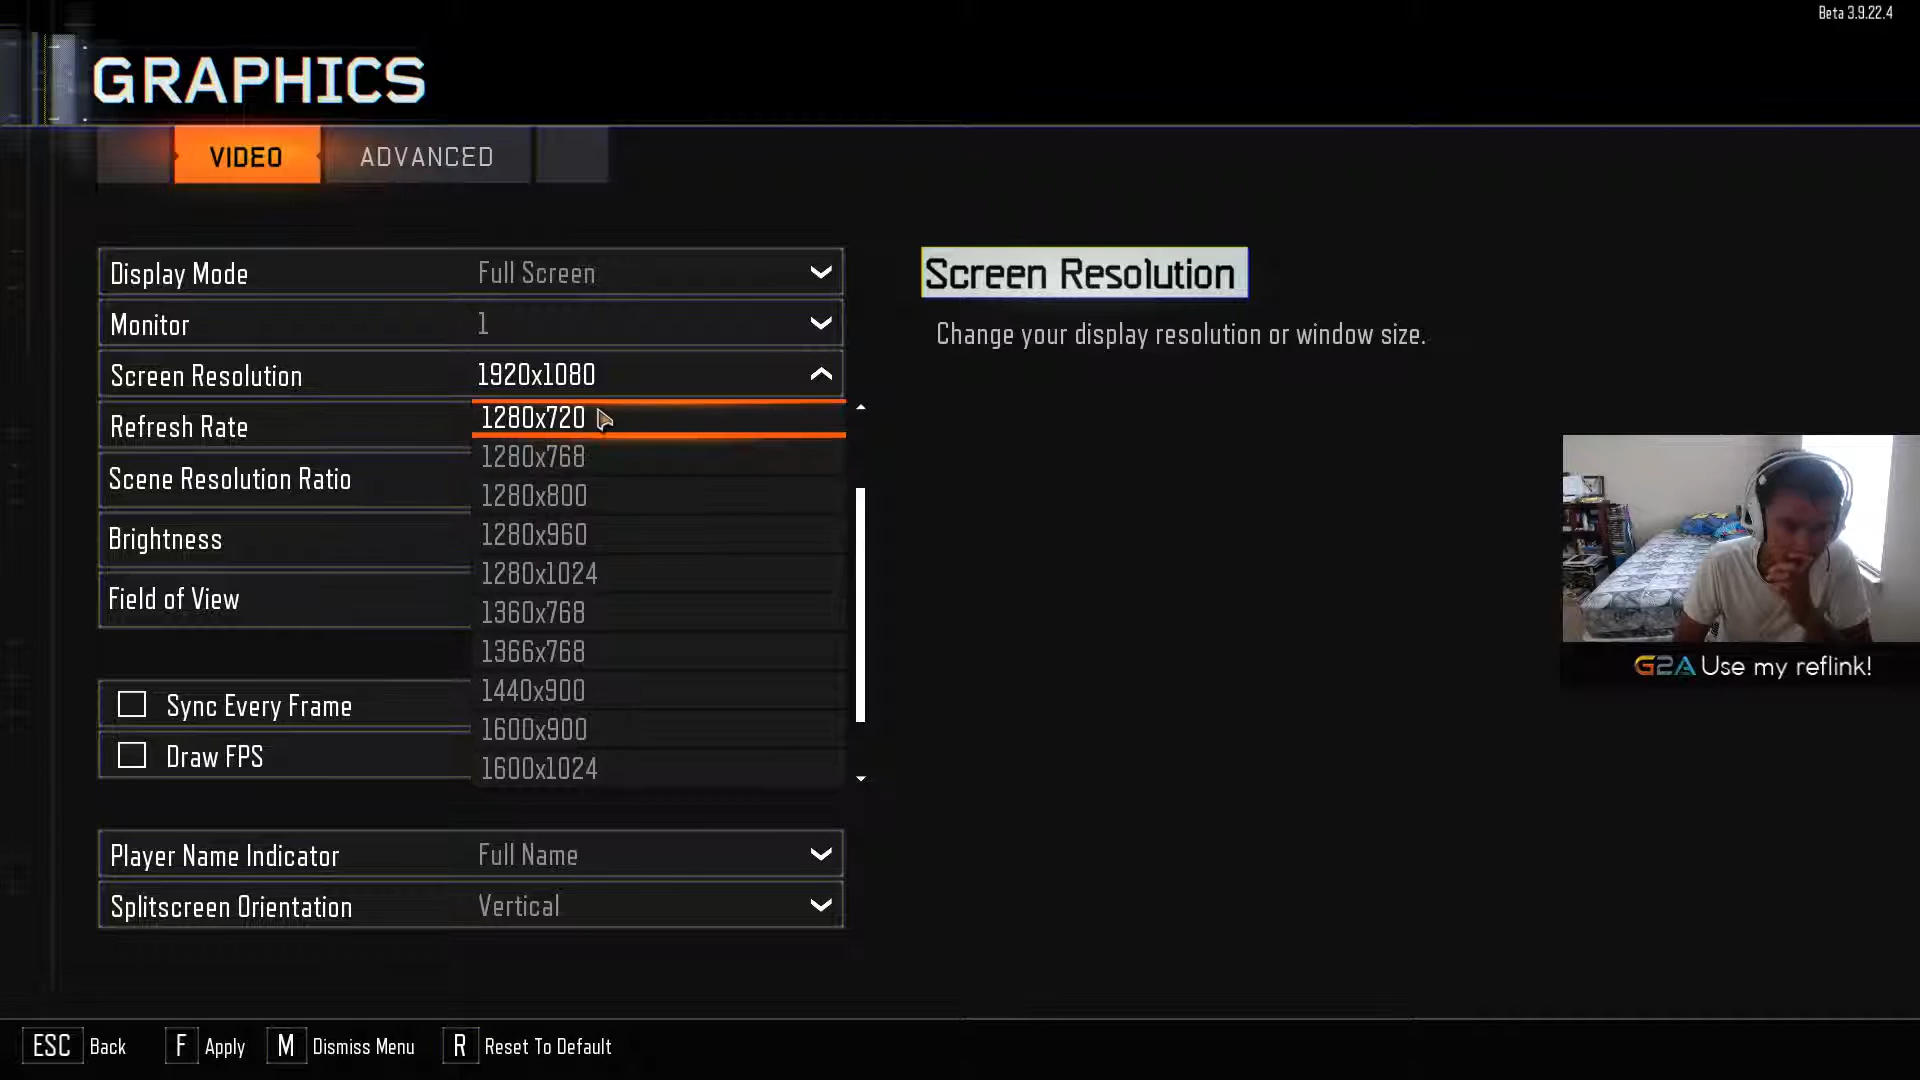 Beta 3.9.22.4
GRAPHICS
VIDEO ADVANCED
Display Mode Full Screen
Monitor 1
Screen Resolution 1920x1080
Refresh Rate
Scene Resolution Ratio
Brightness
Field of View
1280x720
1280x768
1280x800
1280x960
1280x1024
1360x768
1366x768
1440x900
1600x900
1600x1024
Sync Every Frame
Draw FPS
Player Name Indicator Full Name
Splitscreen Orientation Vertical
Screen Resolution
Change your display resolution or window size.
G2A Use my reflink!
ESC Back F Apply M Dismiss Menu R Reset To Default